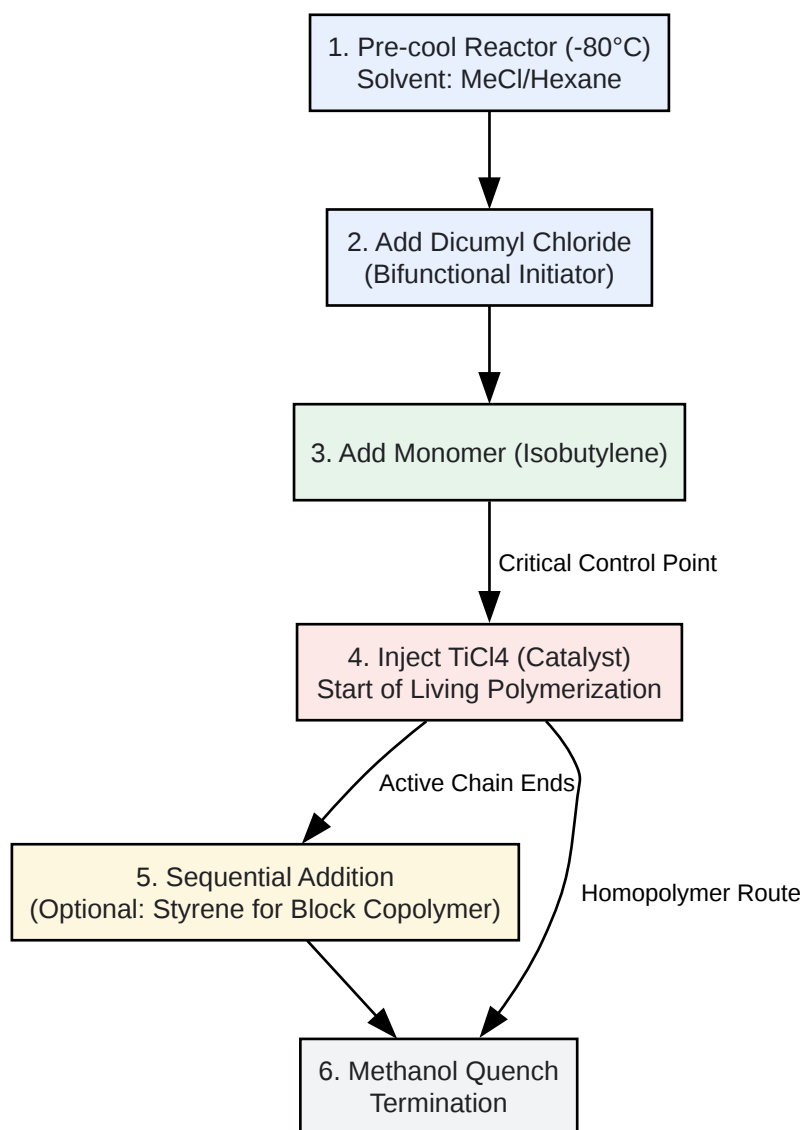 1. Pre-cool Reactor (-80°C)
Solvent: MeCl/Hexane
2. Add Dicumyl Chloride
(Bifunctional Initiator)
3. Add Monomer (Isobutylene)
Critical Control Point
4. Inject TiCl4 (Catalyst)
Start of Living Polymerization
Active Chain Ends
5. Sequential Addition
(Optional: Styrene for Block Copolymer)
Homopolymer Route
6. Methanol Quench
Termination